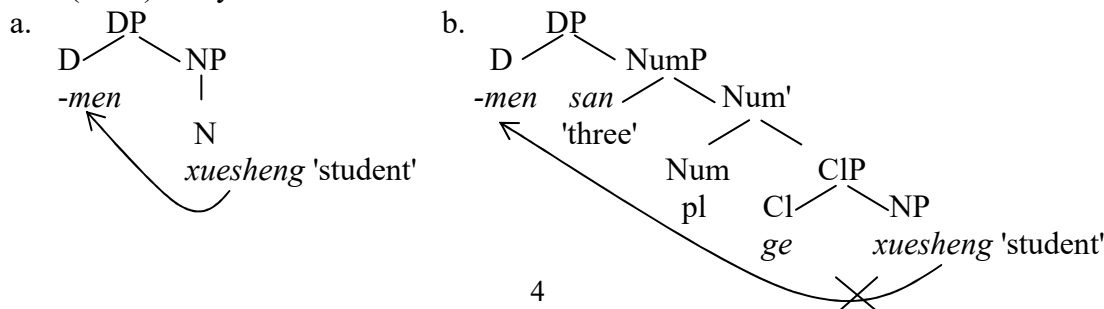 a. DP b. DP
D NP D NumP
-men -men san Num'
N 'three'
xuesheng 'student' Num ClP
pl Cl NP
ge xuesheng 'student'
4